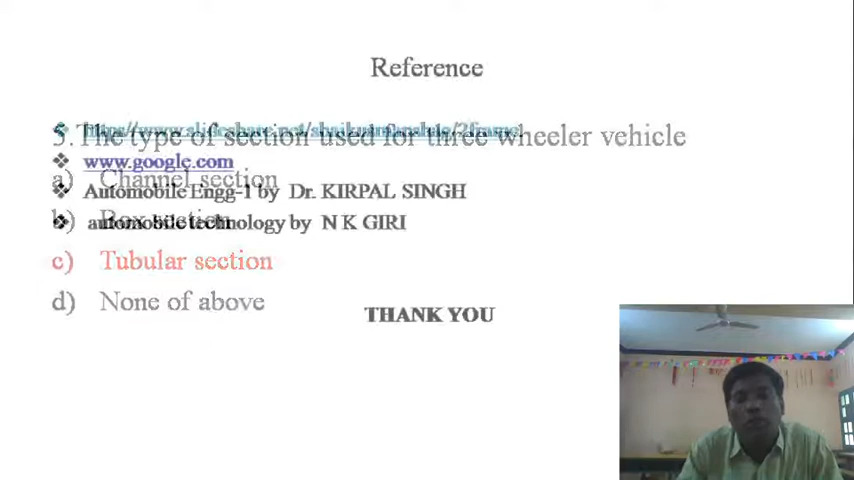 Reference
5. The type of section used for three wheeler vehicle
www.google.com
a) Channel section
Automobile Engg-1 by Dr. KIRPAL SINGH
b) Box section
automobile technology by N K GIRI
c) Tubular section
d) None of above
THANK YOU